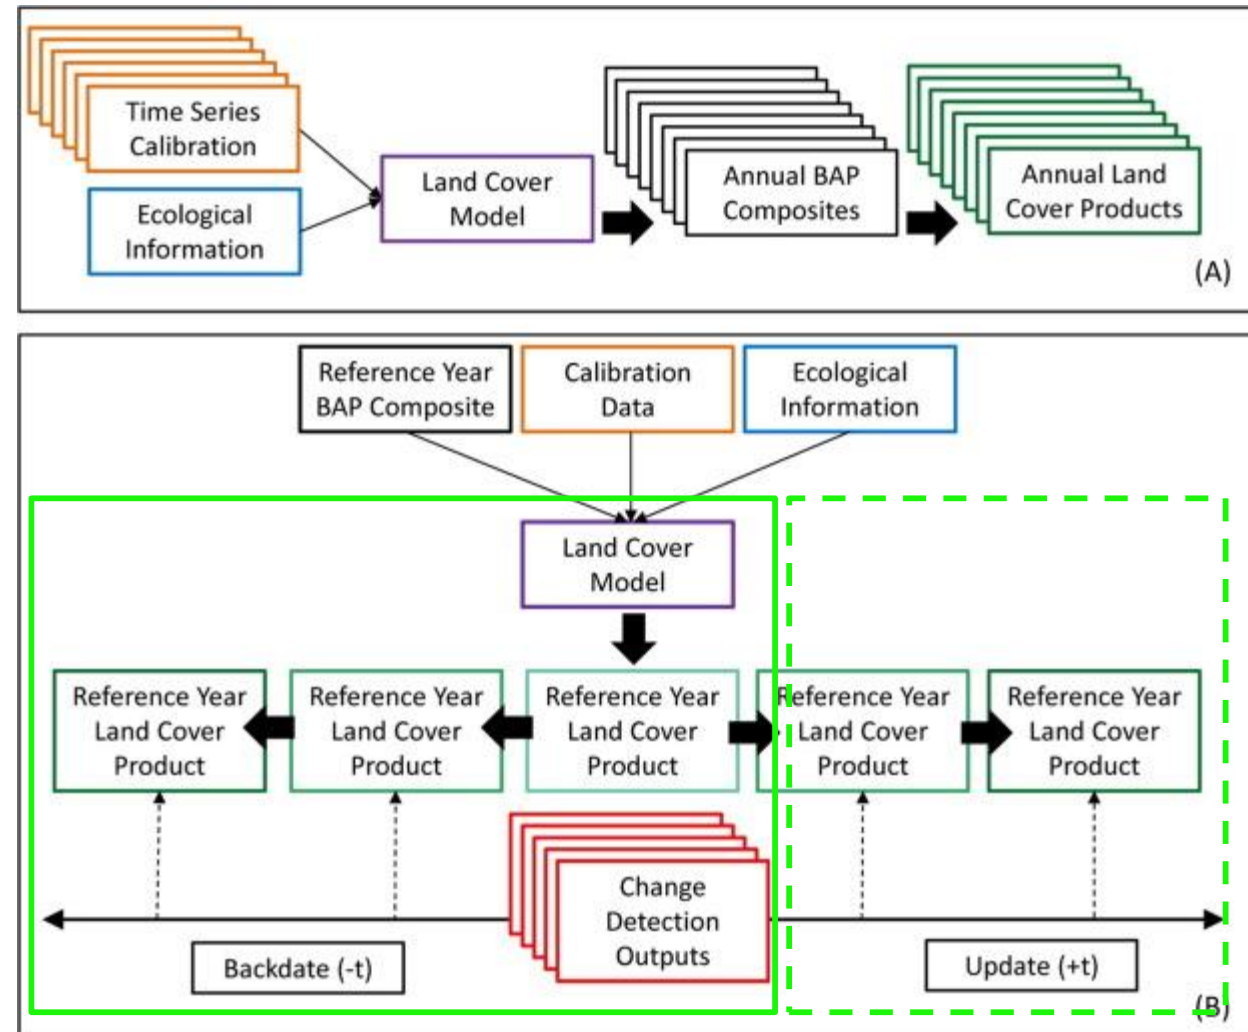 Time Series
Calibration
Ecological
Information
Land Cover
Model
Annual BAP
Composites
Annual Land
Cover Products
(A)
Reference Year
BAP Composite
Calibration
Data
Ecological
Information
Land Cover
Model
Reference Year
Land Cover
Product
Reference Year
Land Cover
Product
Reference Year
Land Cover
Product
Reference Year
Land Cover
Product
Reference Year
Land Cover
Product
Change
Detection
Outputs
Backdate (-t)
Update (+t)
(B)